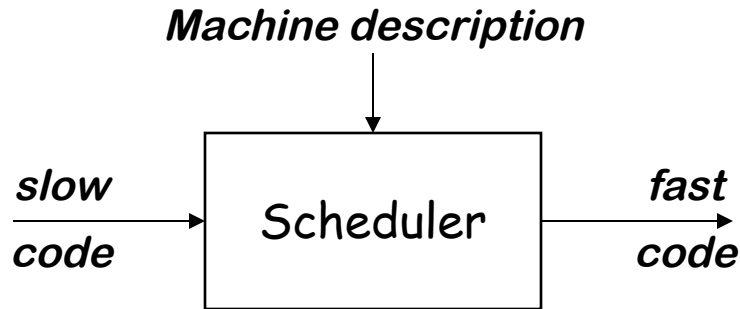 Machine description
slow
code
Scheduler
fast
code